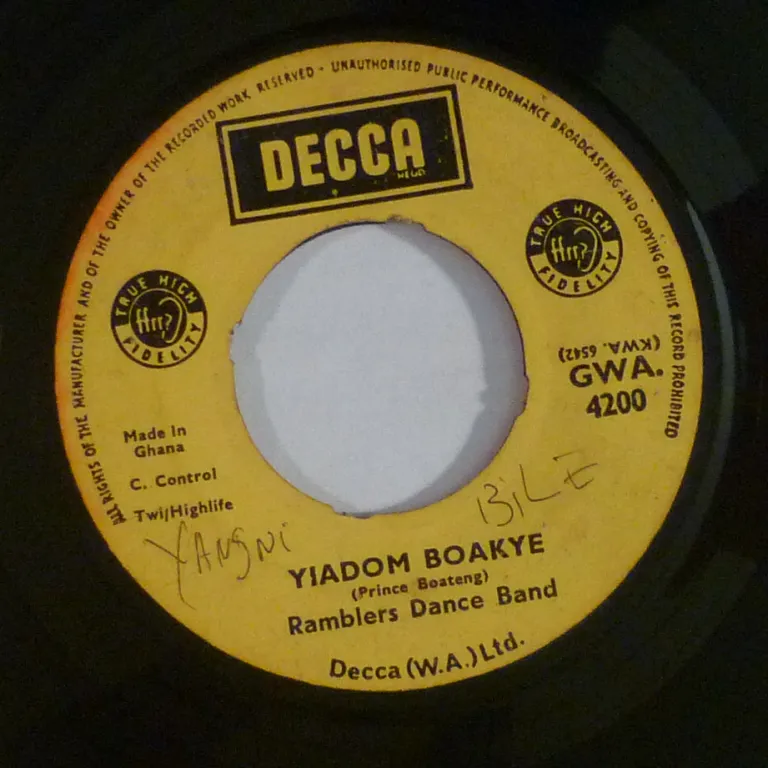 ALL RIGHTS OF THE MANUFACTURER AND OF THE OWNER OF THE RECORDED WORK RESERVED - UNAUTHORISED PUBLIC PERFORMANCE BROADCASTING AND COPYING OF THIS RECORD PROHIBITED
DECCA
TRUE HIGH
ffrr
FIDELITY
TRUE HIGH
ffrr
FIDELITY
(KWA. 6542)
GWA.
4200
Made In
Ghana
C. Control
Twi/Highlife
YANGNI BILE
YIADOM BOAKYE
(Prince Boateng)
Ramblers Dance Band
Decca (W.A.) Ltd.